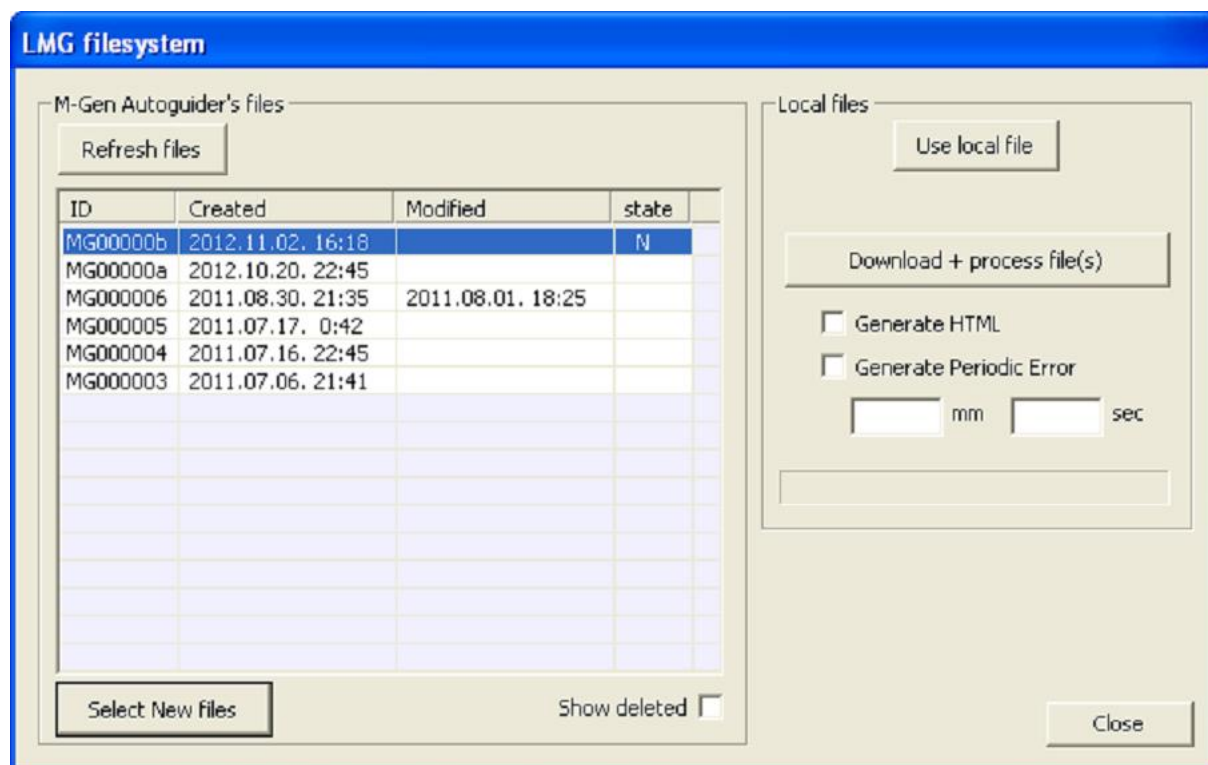 LMG filesystem
M-Gen Autoguider's files
Refresh files
ID Created Modified state
MG00000b 2012.11.02. 16:18 N
MG00000a 2012.10.20. 22:45
MG000006 2011.08.30. 21:35 2011.08.01. 18:25
MG000005 2011.07.17. 0:42
MG000004 2011.07.16. 22:45
MG000003 2011.07.06. 21:41
Select New files
Show deleted
Local files
Use local file
Download + process file(s)
Generate HTML
Generate Periodic Error
mm sec
Close